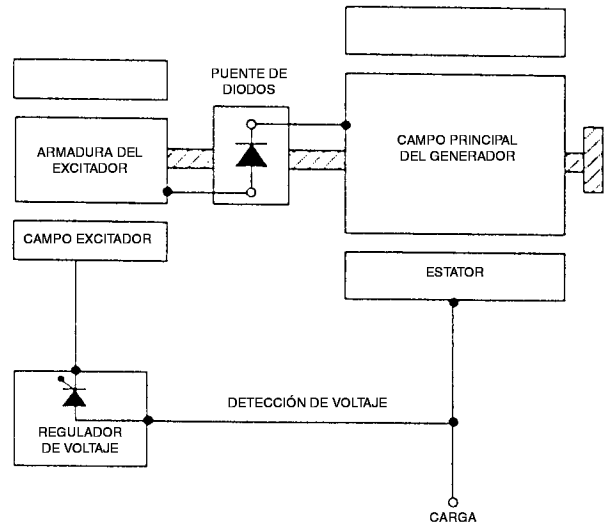 PUENTE DE
DIODOS
ARMADURA DEL
EXCITADOR
CAMPO PRINCIPAL
DEL GENERADOR
CAMPO EXCITADOR
ESTATOR
DETECCIÓN DE VOLTAJE
REGULADOR
DE VOLTAJE
CARGA